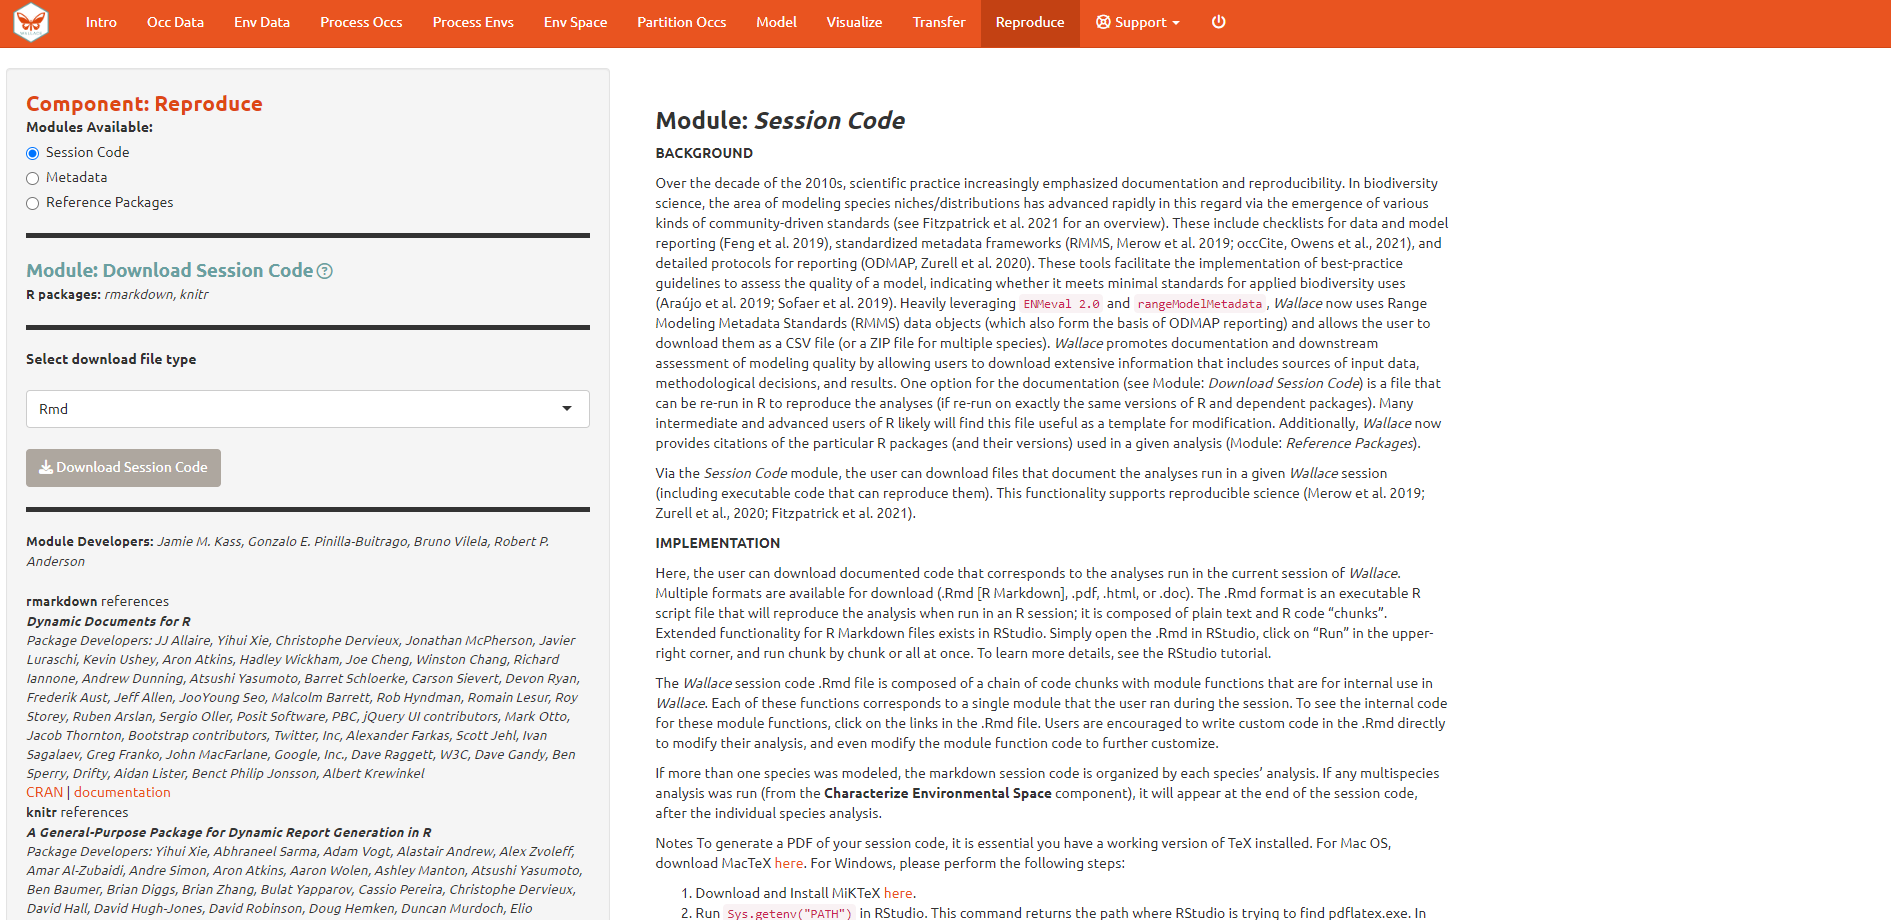 Intro Occ Data Env Data Process Occs Process Envs Env Space Partition Occs Model Visualize Transfer Reproduce Support
WALLACE
Component: Reproduce
Modules Available:
Session Code
Metadata
Reference Packages
Module: Download Session Code
R packages: rmarkdown, knitr
Select download file type
Rmd
Download Session Code
Module Developers: Jamie M. Kass, Gonzalo E. Pinilla-Buitrago, Bruno Vilela, Robert P.
Anderson
rmarkdown references
Dynamic Documents for R
Package Developers: JJ Allaire, Yihui Xie, Christophe Dervieux, Jonathan McPherson, Javier
Luraschi, Kevin Ushey, Aron Atkins, Hadley Wickham, Joe Cheng, Winston Chang, Richard
Iannone, Andrew Dunning, Atsushi Yasumoto, Barret Schloerke, Carson Sievert, Devon Ryan,
Frederik Aust, Jeff Allen, JooYoung Seo, Malcolm Barrett, Rob Hyndman, Romain Lesur, Roy
Storey, Ruben Arslan, Sergio Oller, Posit Software, PBC, jQuery UI contributors, Mark Otto,
Jacob Thornton, Bootstrap contributors, Twitter, Inc, Alexander Farkas, Scott Jehl, Ivan
Sagalaev, Greg Franko, John MacFarlane, Google, Inc., Dave Raggett, W3C, Dave Gandy, Ben
Sperry, Drifty, Aidan Lister, Benct Philip Jonsson, Albert Krewinkel
CRAN | documentation
knitr references
A General-Purpose Package for Dynamic Report Generation in R
Package Developers: Yihui Xie, Abhraneel Sarma, Adam Vogt, Alastair Andrew, Alex Zvoleff,
Amar Al-Zubaidi, Andre Simon, Aron Atkins, Aaron Wolen, Ashley Manton, Atsushi Yasumoto,
Ben Baumer, Brian Diggs, Brian Zhang, Bulat Yapparov, Cassio Pereira, Christophe Dervieux,
David Hall, David Hugh-Jones, David Robinson, Doug Hemken, Duncan Murdoch, Elio
Module: Session Code
BACKGROUND
Over the decade of the 2010s, scientific practice increasingly emphasized documentation and reproducibility. In biodiversity
science, the area of modeling species niches/distributions has advanced rapidly in this regard via the emergence of various
kinds of community-driven standards (see Fitzpatrick et al. 2021 for an overview). These include checklists for data and model
reporting (Feng et al. 2019), standardized metadata frameworks (RMMS, Merow et al. 2019; occCite, Owens et al., 2021), and
detailed protocols for reporting (ODMAP, Zurell et al. 2020). These tools facilitate the implementation of best-practice
guidelines to assess the quality of a model, indicating whether it meets minimal standards for applied biodiversity uses
(Araújo et al. 2019; Sofaer et al. 2019). Heavily leveraging ENMeval 2.0 and rangeModelMetadata , Wallace now uses Range
Modeling Metadata Standards (RMMS) data objects (which also form the basis of ODMAP reporting) and allows the user to
download them as a CSV file (or a ZIP file for multiple species). Wallace promotes documentation and downstream
assessment of modeling quality by allowing users to download extensive information that includes sources of input data,
methodological decisions, and results. One option for the documentation (see Module: Download Session Code) is a file that
can be re-run in R to reproduce the analyses (if re-run on exactly the same versions of R and dependent packages). Many
intermediate and advanced users of R likely will find this file useful as a template for modification. Additionally, Wallace now
provides citations of the particular R packages (and their versions) used in a given analysis (Module: Reference Packages).
Via the Session Code module, the user can download files that document the analyses run in a given Wallace session
(including executable code that can reproduce them). This functionality supports reproducible science (Merow et al. 2019;
Zurell et al., 2020; Fitzpatrick et al. 2021).
IMPLEMENTATION
Here, the user can download documented code that corresponds to the analyses run in the current session of Wallace.
Multiple formats are available for download (.Rmd [R Markdown], .pdf, .html, or .doc). The .Rmd format is an executable R
script file that will reproduce the analysis when run in an R session; it is composed of plain text and R code “chunks”.
Extended functionality for R Markdown files exists in RStudio. Simply open the .Rmd in RStudio, click on “Run” in the upper-
right corner, and run chunk by chunk or all at once. To learn more details, see the RStudio tutorial.
The Wallace session code .Rmd file is composed of a chain of code chunks with module functions that are for internal use in
Wallace. Each of these functions corresponds to a single module that the user ran during the session. To see the internal code
for these module functions, click on the links in the .Rmd file. Users are encouraged to write custom code in the .Rmd directly
to modify their analysis, and even modify the module function code to further customize.
If more than one species was modeled, the markdown session code is organized by each species’ analysis. If any multispecies
analysis was run (from the Characterize Environmental Space component), it will appear at the end of the session code,
after the individual species analysis.
Notes To generate a PDF of your session code, it is essential you have a working version of TeX installed. For Mac OS,
download MacTeX here. For Windows, please perform the following steps:
1. Download and Install MiKTeX here.
2. Run Sys.getenv("PATH") in RStudio. This command returns the path where RStudio is trying to find pdflatex.exe. In